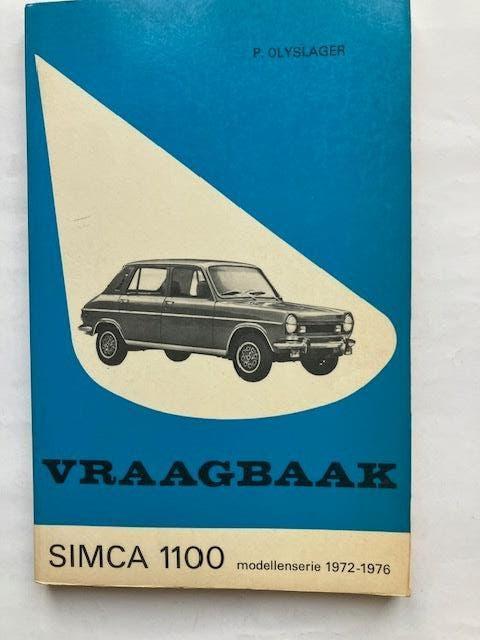 P. OLYSLAGER
VRAAGBAAK
SIMCA 1100 modellenserie 1972-1976